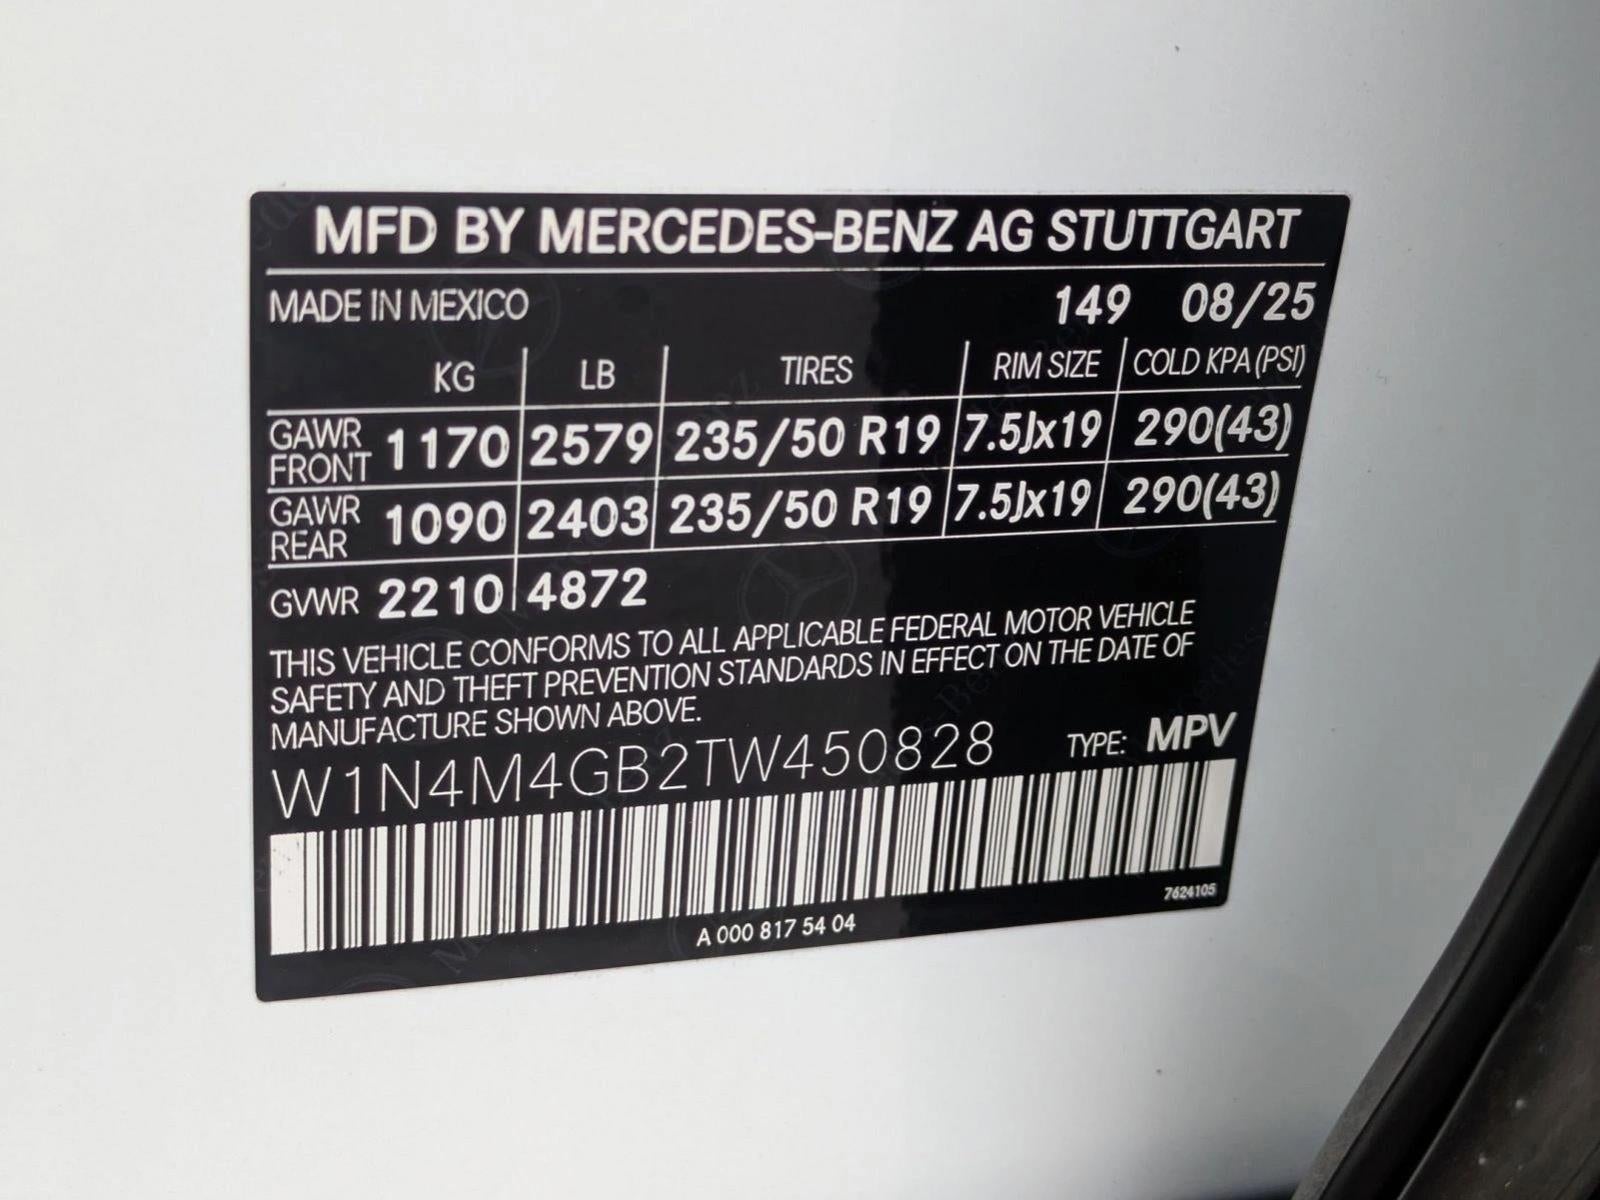 MFD BY MERCEDES-BENZ AG STUTTGART
MADE IN MEXICO 149 08/25
KG LB TIRES RIM SIZE COLD KPA (PSI)
GAWR FRONT 1170 2579 235/50 R19 7.5Jx19 290(43)
GAWR REAR 1090 2403 235/50 R19 7.5Jx19 290(43)
GVWR 2210 4872
THIS VEHICLE CONFORMS TO ALL APPLICABLE FEDERAL MOTOR VEHICLE
SAFETY AND THEFT PREVENTION STANDARDS IN EFFECT ON THE DATE OF
MANUFACTURE SHOWN ABOVE.
W1N4M4GB2TW450828 TYPE: MPV
7624105
A 000 817 54 04